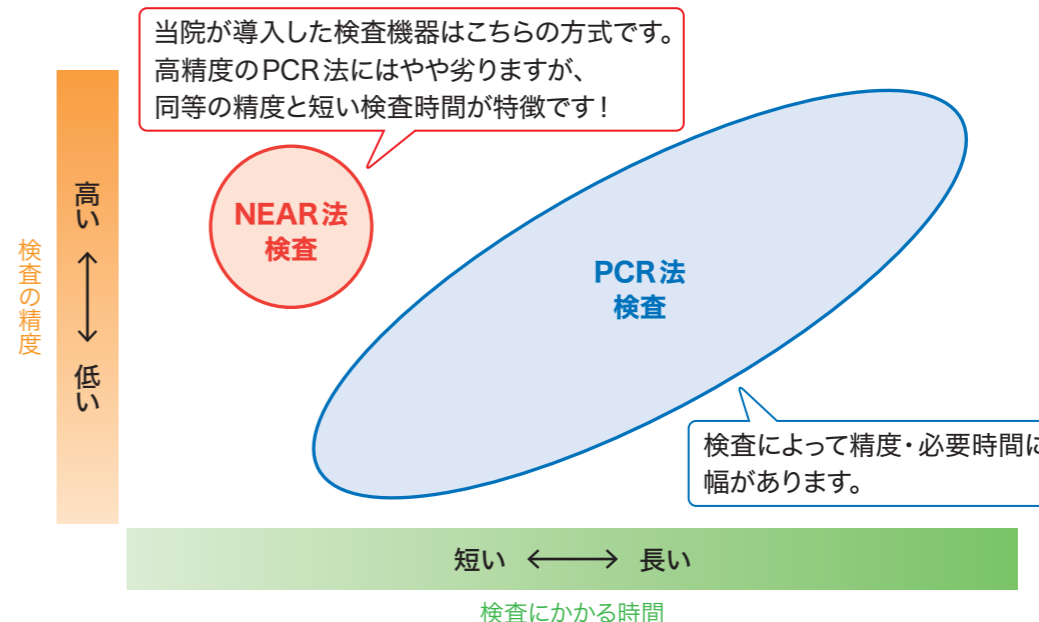 当院が導入した検査機器はこちらの方式です。
高精度のPCR法にはやや劣りますが、
同等の精度と短い検査時間が特徴です！
検査の精度
高い
低い
NEAR法
検査
PCR法
検査
検査によって精度・必要時間に
幅があります。
短い
長い
検査にかかる時間